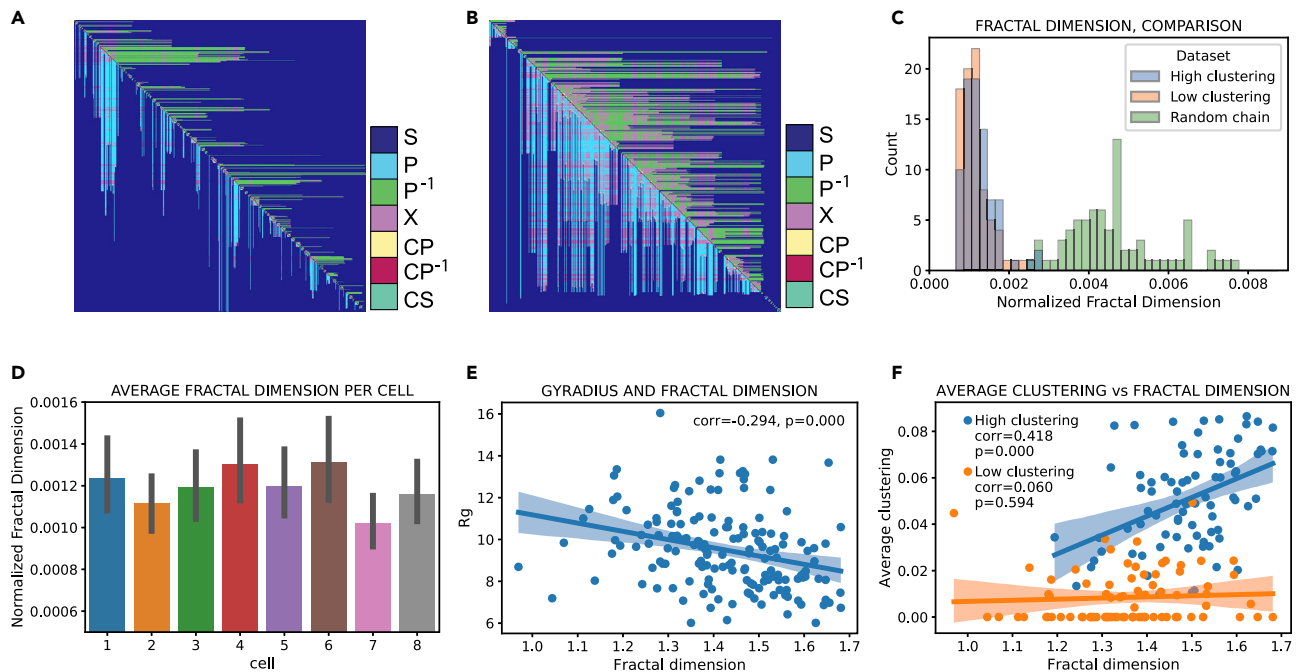 A
S
P
P⁻¹
X
CP
CP⁻¹
CS
B
S
P
P⁻¹
X
CP
CP⁻¹
CS
C
FRACTAL DIMENSION, COMPARISON
Dataset
High clustering
Low clustering
Random chain
Count
20
15
10
5
0
0.000 0.002 0.004 0.006 0.008
Normalized Fractal Dimension
D
AVERAGE FRACTAL DIMENSION PER CELL
Normalized Fractal Dimension
0.0016
0.0014
0.0012
0.0010
0.0008
0.0006
1 2 3 4 5 6 7 8
cell
E
GYRADIUS AND FRACTAL DIMENSION
corr=-0.294, p=0.000
Rg
16
14
12
10
8
6
1.0 1.1 1.2 1.3 1.4 1.5 1.6 1.7
Fractal dimension
F
AVERAGE CLUSTERING vs FRACTAL DIMENSION
High clustering
corr=0.418
p=0.000
Low clustering
corr=0.060
p=0.594
Average clustering
0.08
0.06
0.04
0.02
0.00
1.0 1.1 1.2 1.3 1.4 1.5 1.6 1.7
Fractal dimension